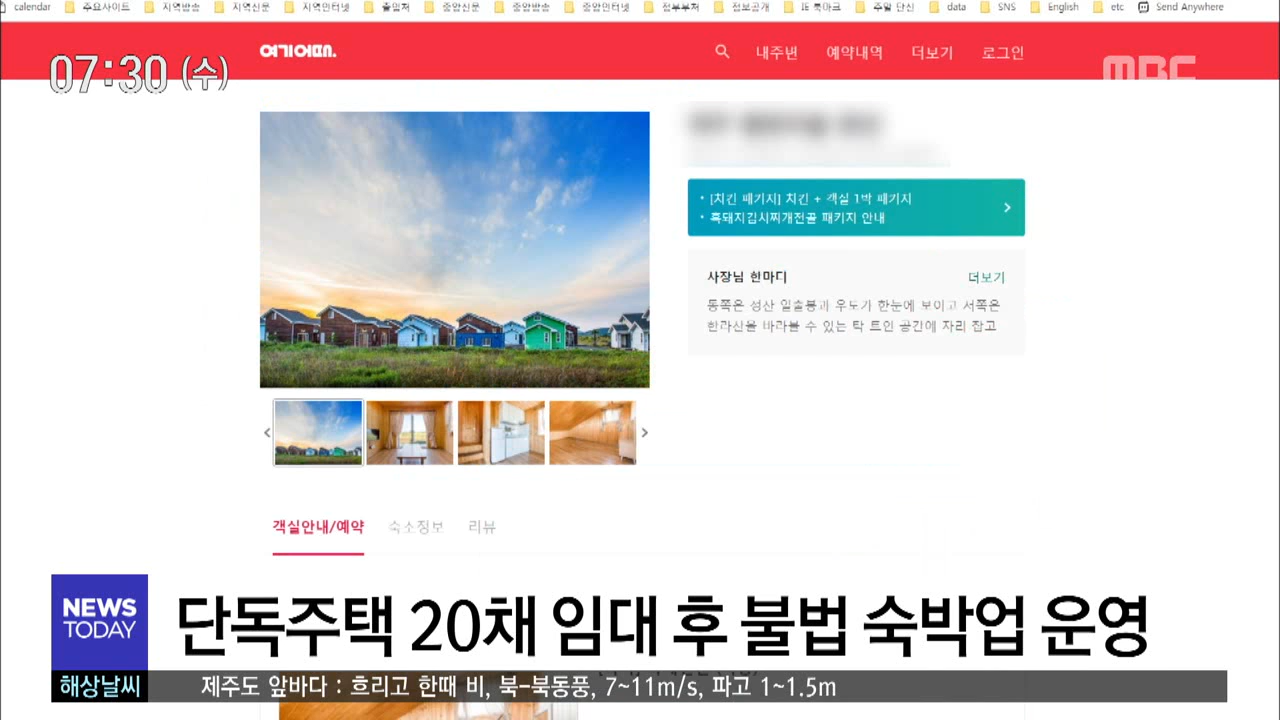 calendar 주요사이트 지역방송 지역신문 지역인터넷 출입처 중앙신문 중앙방송 중앙인터넷 정부부처 정보공개 IE 북마크 주말 단신 data SNS English etc Send Anywhere
여기어때.
내주변 예약내역 더보기 로그인
07:30 (수)
MBC
• [치킨 패키지] 치킨 + 객실 1박 패키지
• 흑돼지김치찌개전골 패키지 안내
사장님 한마디 더보기
동쪽은 성산 일출봉과 우도가 한눈에 보이고 서쪽은
한라산을 바라볼 수 있는 탁 트인 공간에 자리 잡고
객실안내/예약 숙소정보 리뷰
NEWS
TODAY
단독주택 20채 임대 후 불법 숙박업 운영
해상날씨 제주도 앞바다 : 흐리고 한때 비, 북-북동풍, 7~11m/s, 파고 1~1.5m